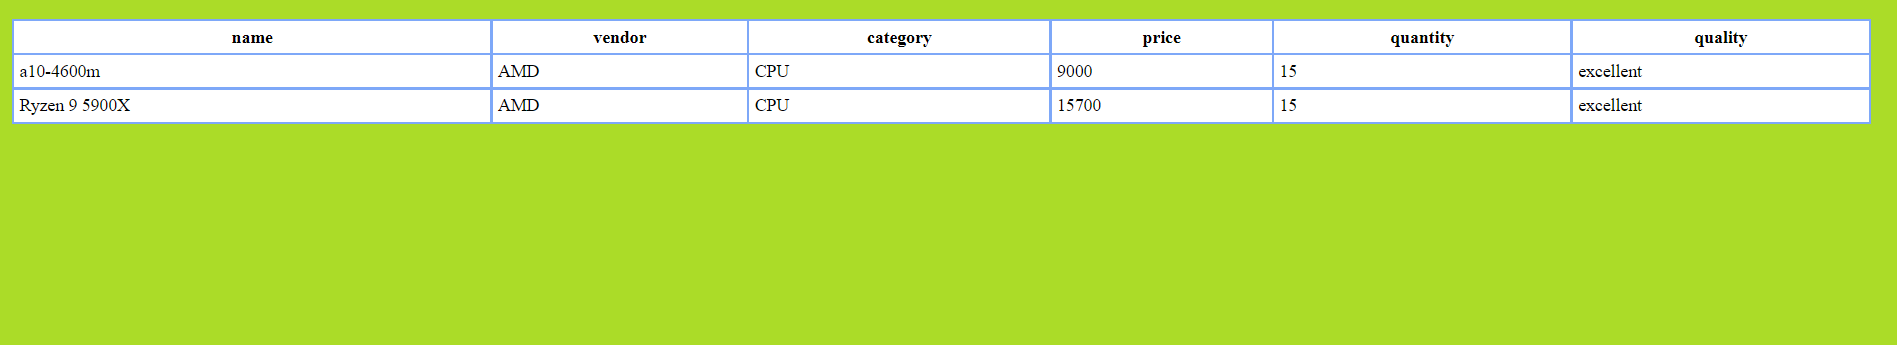 name vendor category price quantity quality
a10-4600m AMD CPU 9000 15 excellent
Ryzen 9 5900X AMD CPU 15700 15 excellent